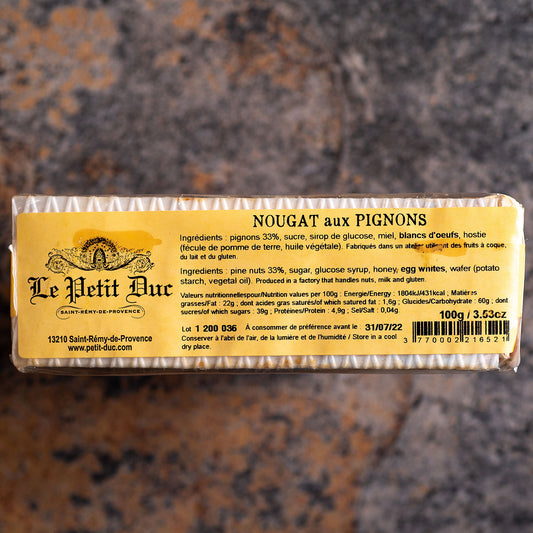 NOUGAT aux PIGNONS
Ingrédients : pignons 33%, sucre, sirop de glucose, miel, blancs d'oeufs, hostie
(fécule de pomme de terre, huile végétale). Fabriqués dans un atelier utilisant des fruits à coque,
du lait et du gluten.
Ingredients : pine nuts 33%, sugar, glucose syrup, honey, egg whites, wafer (potato
starch, vegetal oil). Produced in a factory that handles nuts, milk and gluten.
Valeurs nutritionnellespour/Nutrition values per 100g : Energie/Energy : 1804kJ/431kcal ; Matières
grasses/Fat : 22g ; dont acides gras saturés/of which satured fat : 1,6g ; Glucides/Carbohydrate : 60g ; dont
sucres/of which sugars : 39g ; Protéines/Protein : 4,9g ; Sel/Salt : 0,04g
Lot 1 200 036 À consommer de préférence avant le 31/07/22
Conserver à l'abri de l'air, de la lumière et de l'humidité / Store in a cool
dry place.
100g / 3.53oz
3 770002 216521
Le Petit Duc
SAINT-RÉMY-DE-PROVENCE
13210 Saint-Rémy-de-Provence
www.petit-duc.com